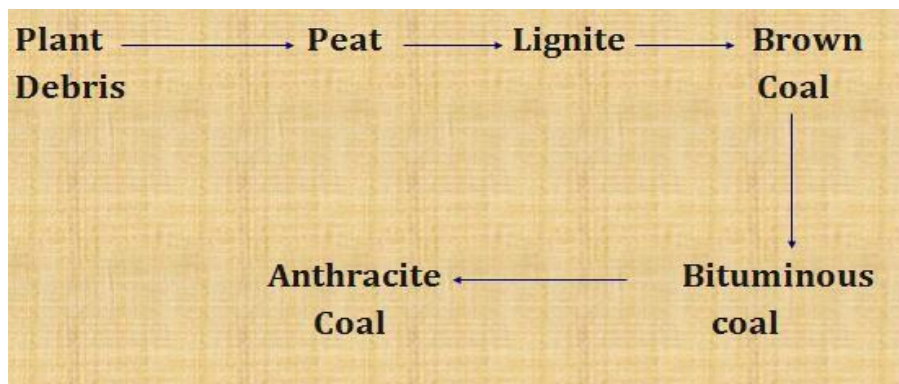 Plant Peat Lignite Brown
Debris Coal
Anthracite Bituminous
Coal coal